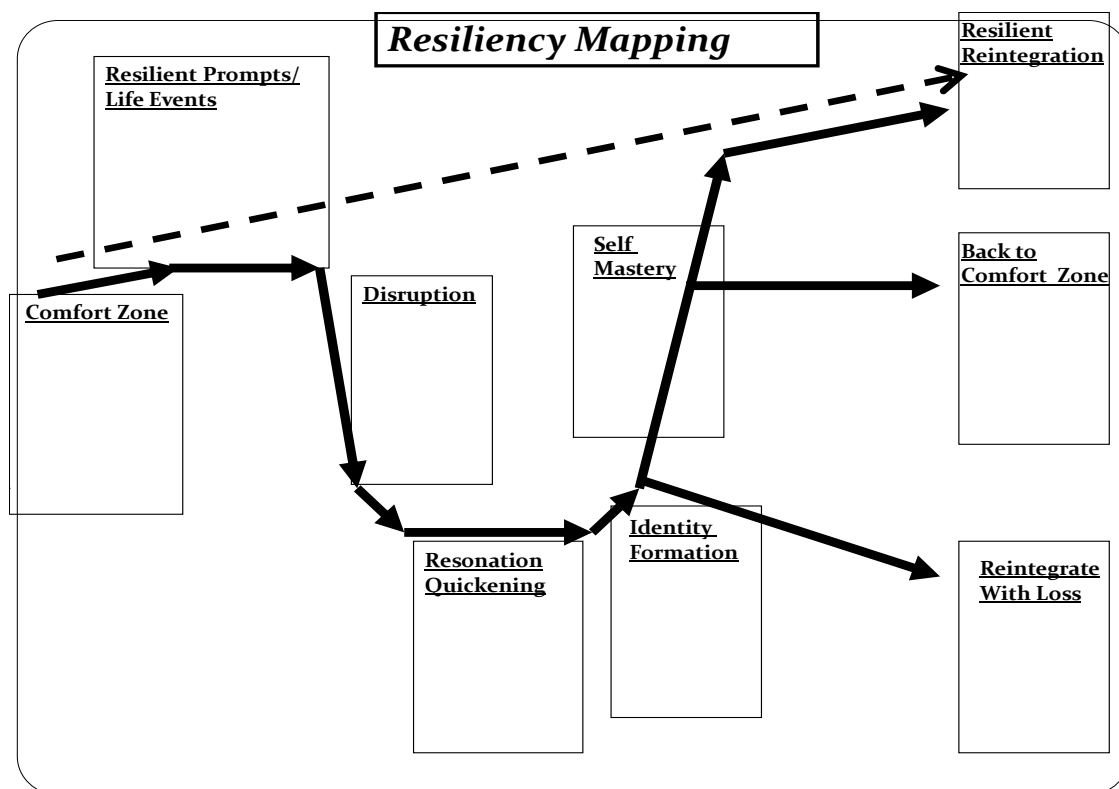 Resiliency Mapping
Resilient
Reintegration
Resilient Prompts/
Life Events
Self
Mastery
Back to
Comfort Zone
Comfort Zone
Disruption
Resonation
Quickening
Identity
Formation
Reintegrate
With Loss